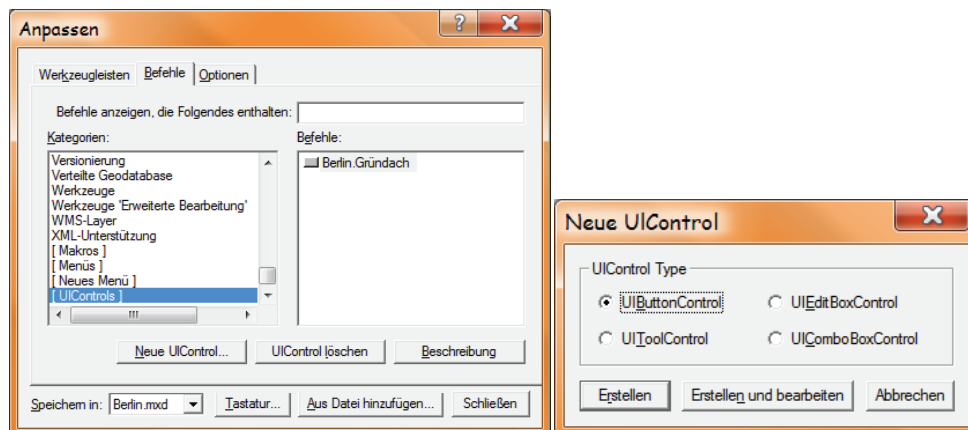 Anpassen
Werkzeugleisten Befehle Optionen
Befehle anzeigen, die Folgendes enthalten:
Kategorien:
Versionierung
Verteilte Geodatabase
Werkzeuge
Werkzeuge 'Erweiterte Bearbeitung'
WMS-Layer
XML-Unterstützung
[ Makros ]
[ Menüs ]
[ Neues Menü ]
[ UIControls ]
Befehle:
Berlin.Gründach
Neue UIControl... UIControl löschen Beschreibung
Speichern in: Berlin.mxd Tastatur... Aus Datei hinzufügen... Schließen
Neue UIControl
UIControl Type
UIButtonControl UIEditBoxControl
UIToolControl UIComboBoxControl
Erstellen Erstellen und bearbeiten Abbrechen